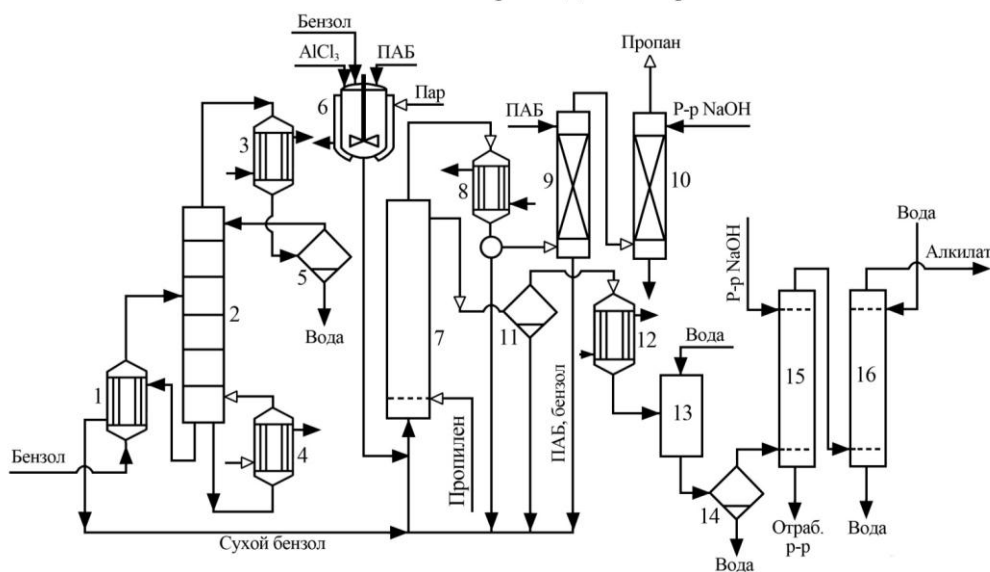 Бензол
AlCl₃
ПАБ
Пропан
6
Пар
ПАБ
Р-р NaOH
3
8
9
10
Вода
Алкилат
Р-р NaOH
5
2
7
11
12
Вода
Вода
1
15
16
13
Бензол
4
Пропилен
ПАБ, бензол
14
Сухой бензол
Отраб.
р-р
Вода
Вода